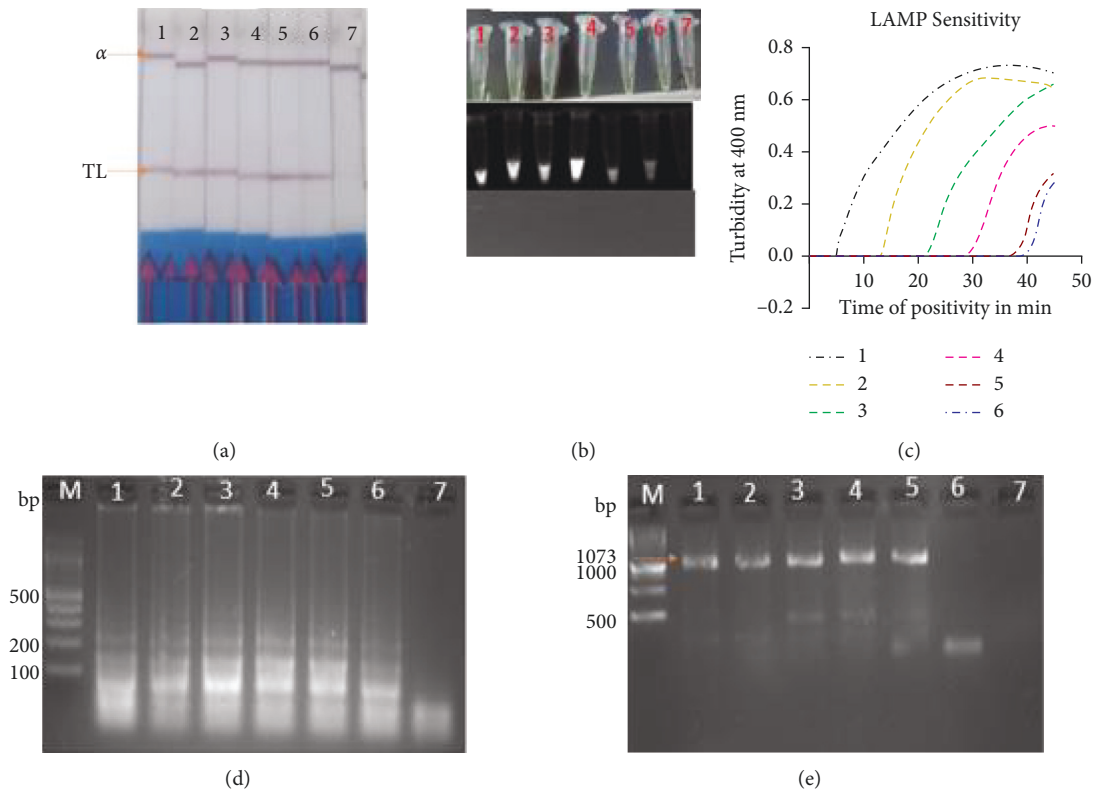 1 2 3 4 5 6 7
α
TL
(a)
1 2 3 4 5 6 7
(b)
LAMP Sensitivity
Turbidity at 400 nm
0.8
0.6
0.4
0.2
0.0
−0.2
10 20 30 40 50
Time of positivity in min
1
2
3
4
5
6
(c)
bp
M 1 2 3 4 5 6 7
500
200
100
(d)
bp
M 1 2 3 4 5 6 7
1073
1000
500
(e)